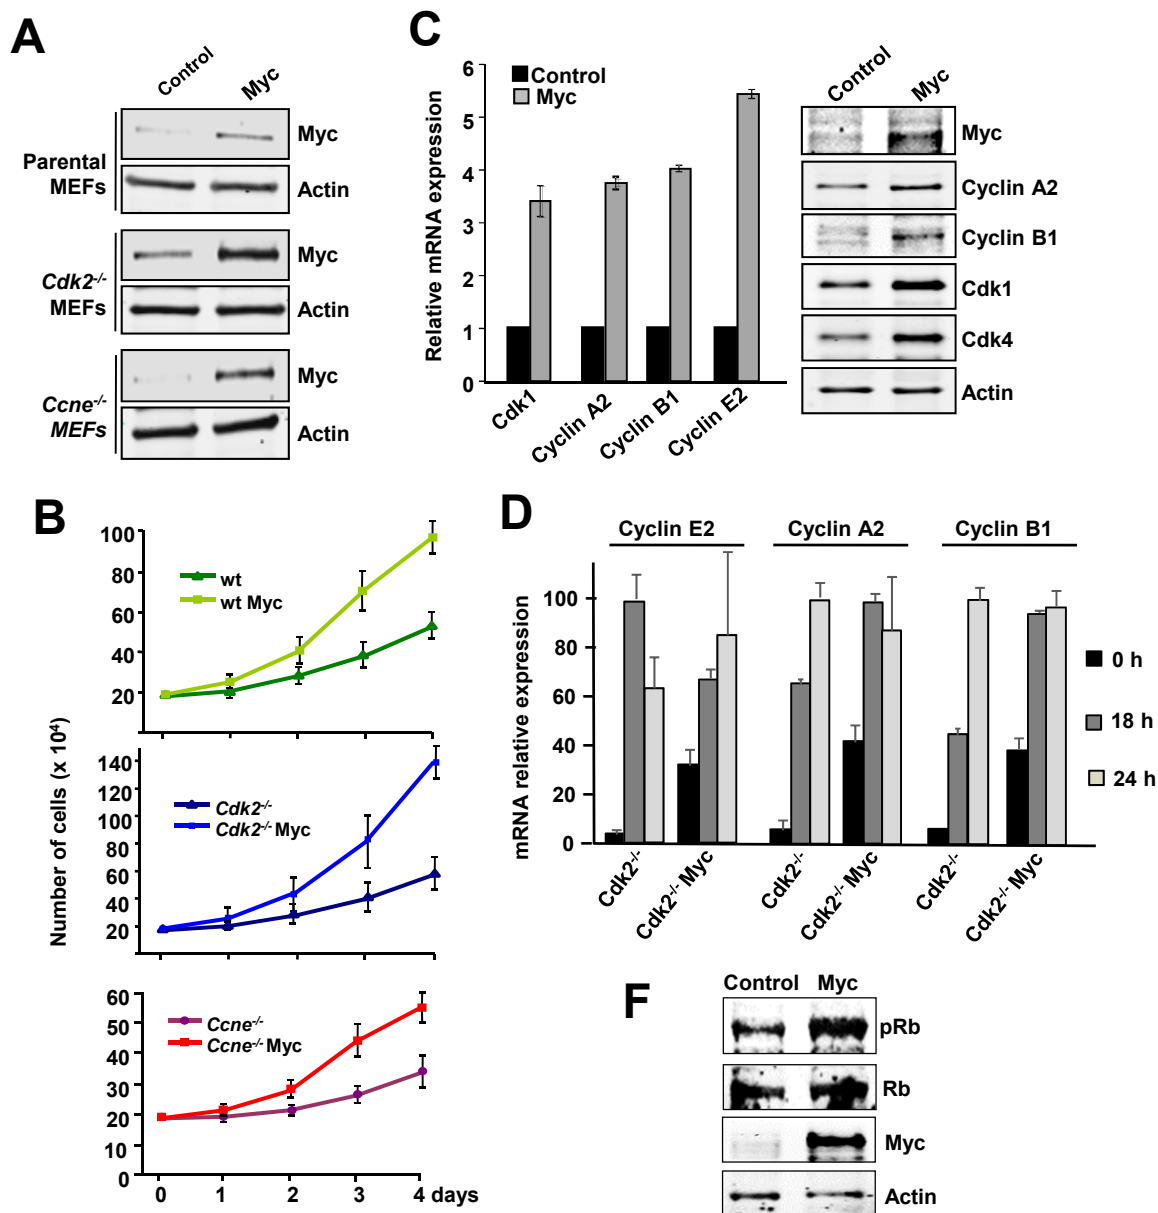 A
Control
Myc
Parental
MEFs
Myc
Actin
Cdk2-/-
MEFs
Myc
Actin
Ccne-/-
MEFs
Myc
Actin
C
Relative mRNA expression
6
5
4
3
2
1
0
Control
Myc
Cdk1
Cyclin A2
Cyclin B1
Cyclin E2
Control
Myc
Myc
Cyclin A2
Cyclin B1
Cdk1
Cdk4
Actin
B
Number of cells (x 10⁴)
100
80
60
40
20
wt
wt Myc
140
120
100
80
60
40
20
Cdk2-/-
Cdk2-/- Myc
60
50
40
30
20
10
0
Ccne-/-
Ccne-/- Myc
0 1 2 3 4 days
D
Cyclin E2 Cyclin A2 Cyclin B1
mRNA relative expression
100
80
60
40
20
0
0 h
18 h
24 h
Cdk2-/-
Cdk2-/- Myc
Cdk2-/-
Cdk2-/- Myc
Cdk2-/-
Cdk2-/- Myc
F
Control Myc
pRb
Rb
Myc
Actin